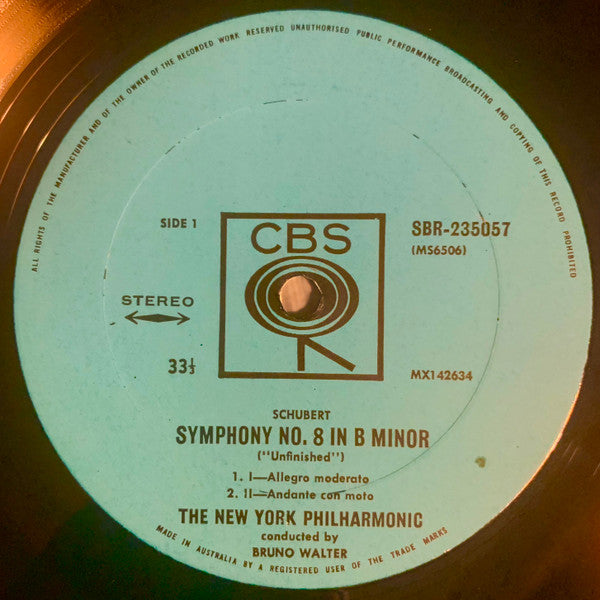 ALL RIGHTS OF THE MANUFACTURER AND OF THE OWNER OF THE RECORDED WORK RESERVED UNAUTHORISED PUBLIC PERFORMANCE BROADCASTING AND COPYING OF THIS RECORD PROHIBITED
SIDE 1
CBS
SBR-235057
(MS6506)
STEREO
33⅓
MX142634
SCHUBERT
SYMPHONY NO. 8 IN B MINOR
("Unfinished")
1. I—Allegro moderato
2. II—Andante con moto
THE NEW YORK PHILHARMONIC
conducted by
BRUNO WALTER
MADE IN AUSTRALIA BY A REGISTERED USER OF THE TRADE MARKS